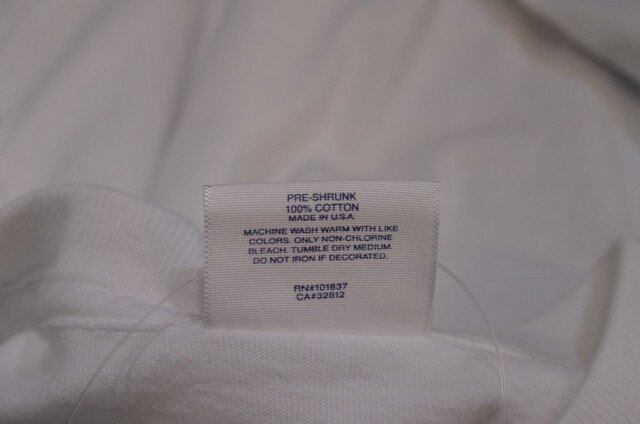 PRE-SHRUNK
100% COTTON
MADE IN U.S.A.
MACHINE WASH WARM WITH LIKE
COLORS. ONLY NON-CHLORINE
BLEACH. TUMBLE DRY MEDIUM.
DO NOT IRON IF DECORATED.
RN#101837
CA#32812